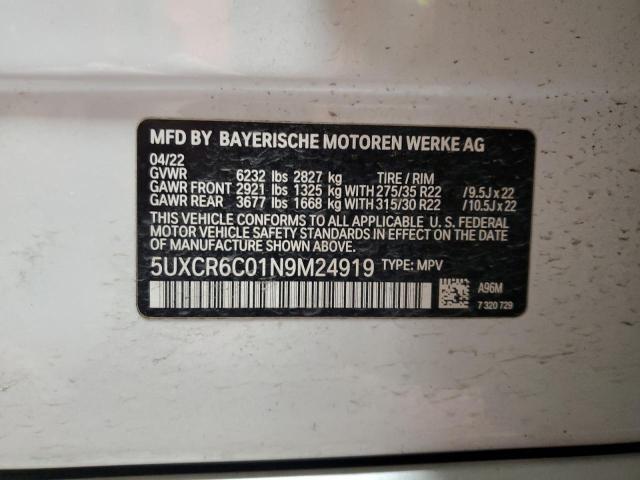 MFD BY BAYERISCHE MOTOREN WERKE AG
04/22
GVWR 6232 lbs 2827 kg TIRE / RIM
GAWR FRONT 2921 lbs 1325 kg WITH 275/35 R22 /9.5J x 22
GAWR REAR 3677 lbs 1668 kg WITH 315/30 R22 /10.5J x 22
THIS VEHICLE CONFORMS TO ALL APPLICABLE U. S. FEDERAL
MOTOR VEHICLE SAFETY STANDARDS IN EFFECT ON THE
DATE OF MANUFACTURE SHOWN ABOVE.
5UXCR6C01N9M24919 TYPE: MPV
A96M
7 320 729